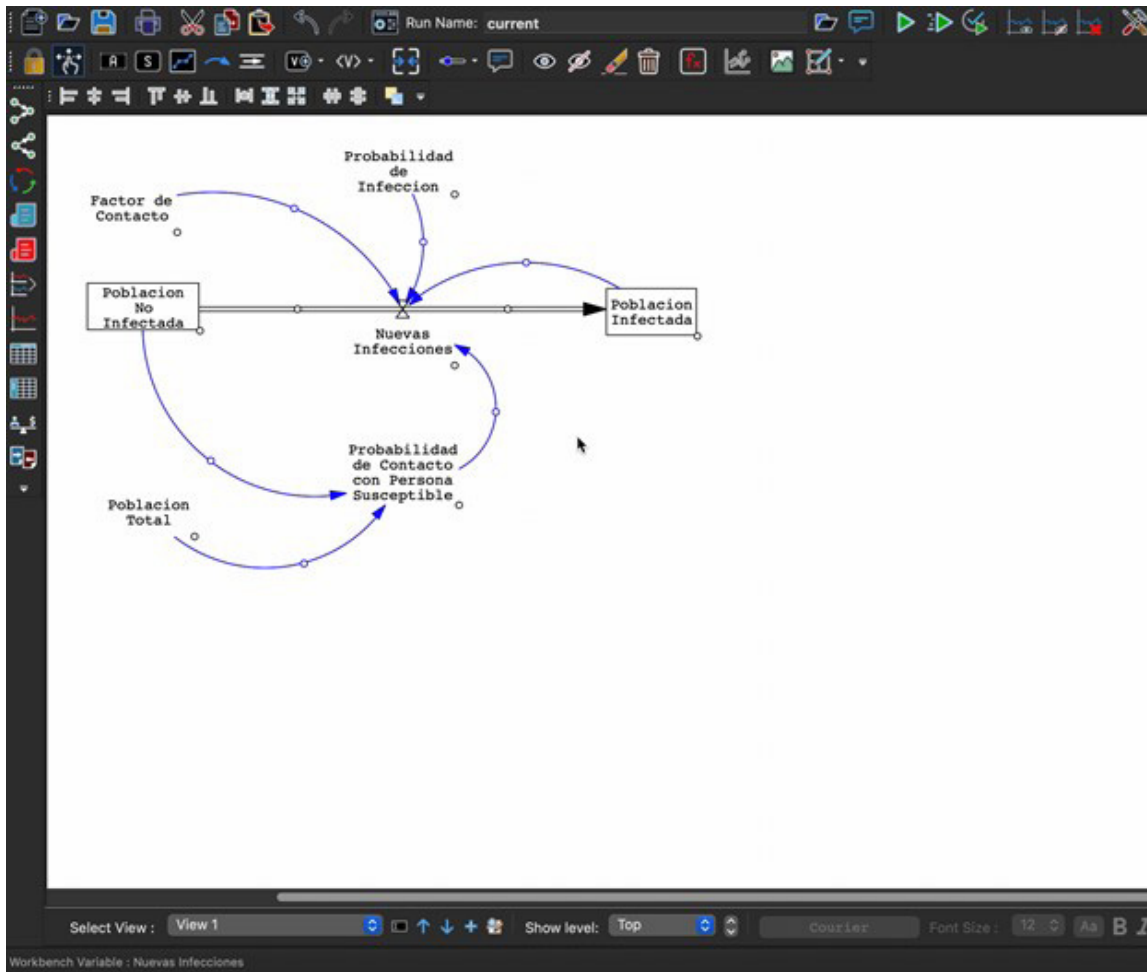 Run Name: current
A
S
V
<V>
fx
Probabilidad
de
Infeccion
Factor de
Contacto
Poblacion
No
Infectada
Poblacion
Infectada
Nuevas
Infecciones
Probabilidad
de Contacto
con Persona
Susceptible
Poblacion
Total
Select View : View 1 Show level: Top Courier Font Size : 12 Aa B I
Workbench Variable : Nuevas Infecciones